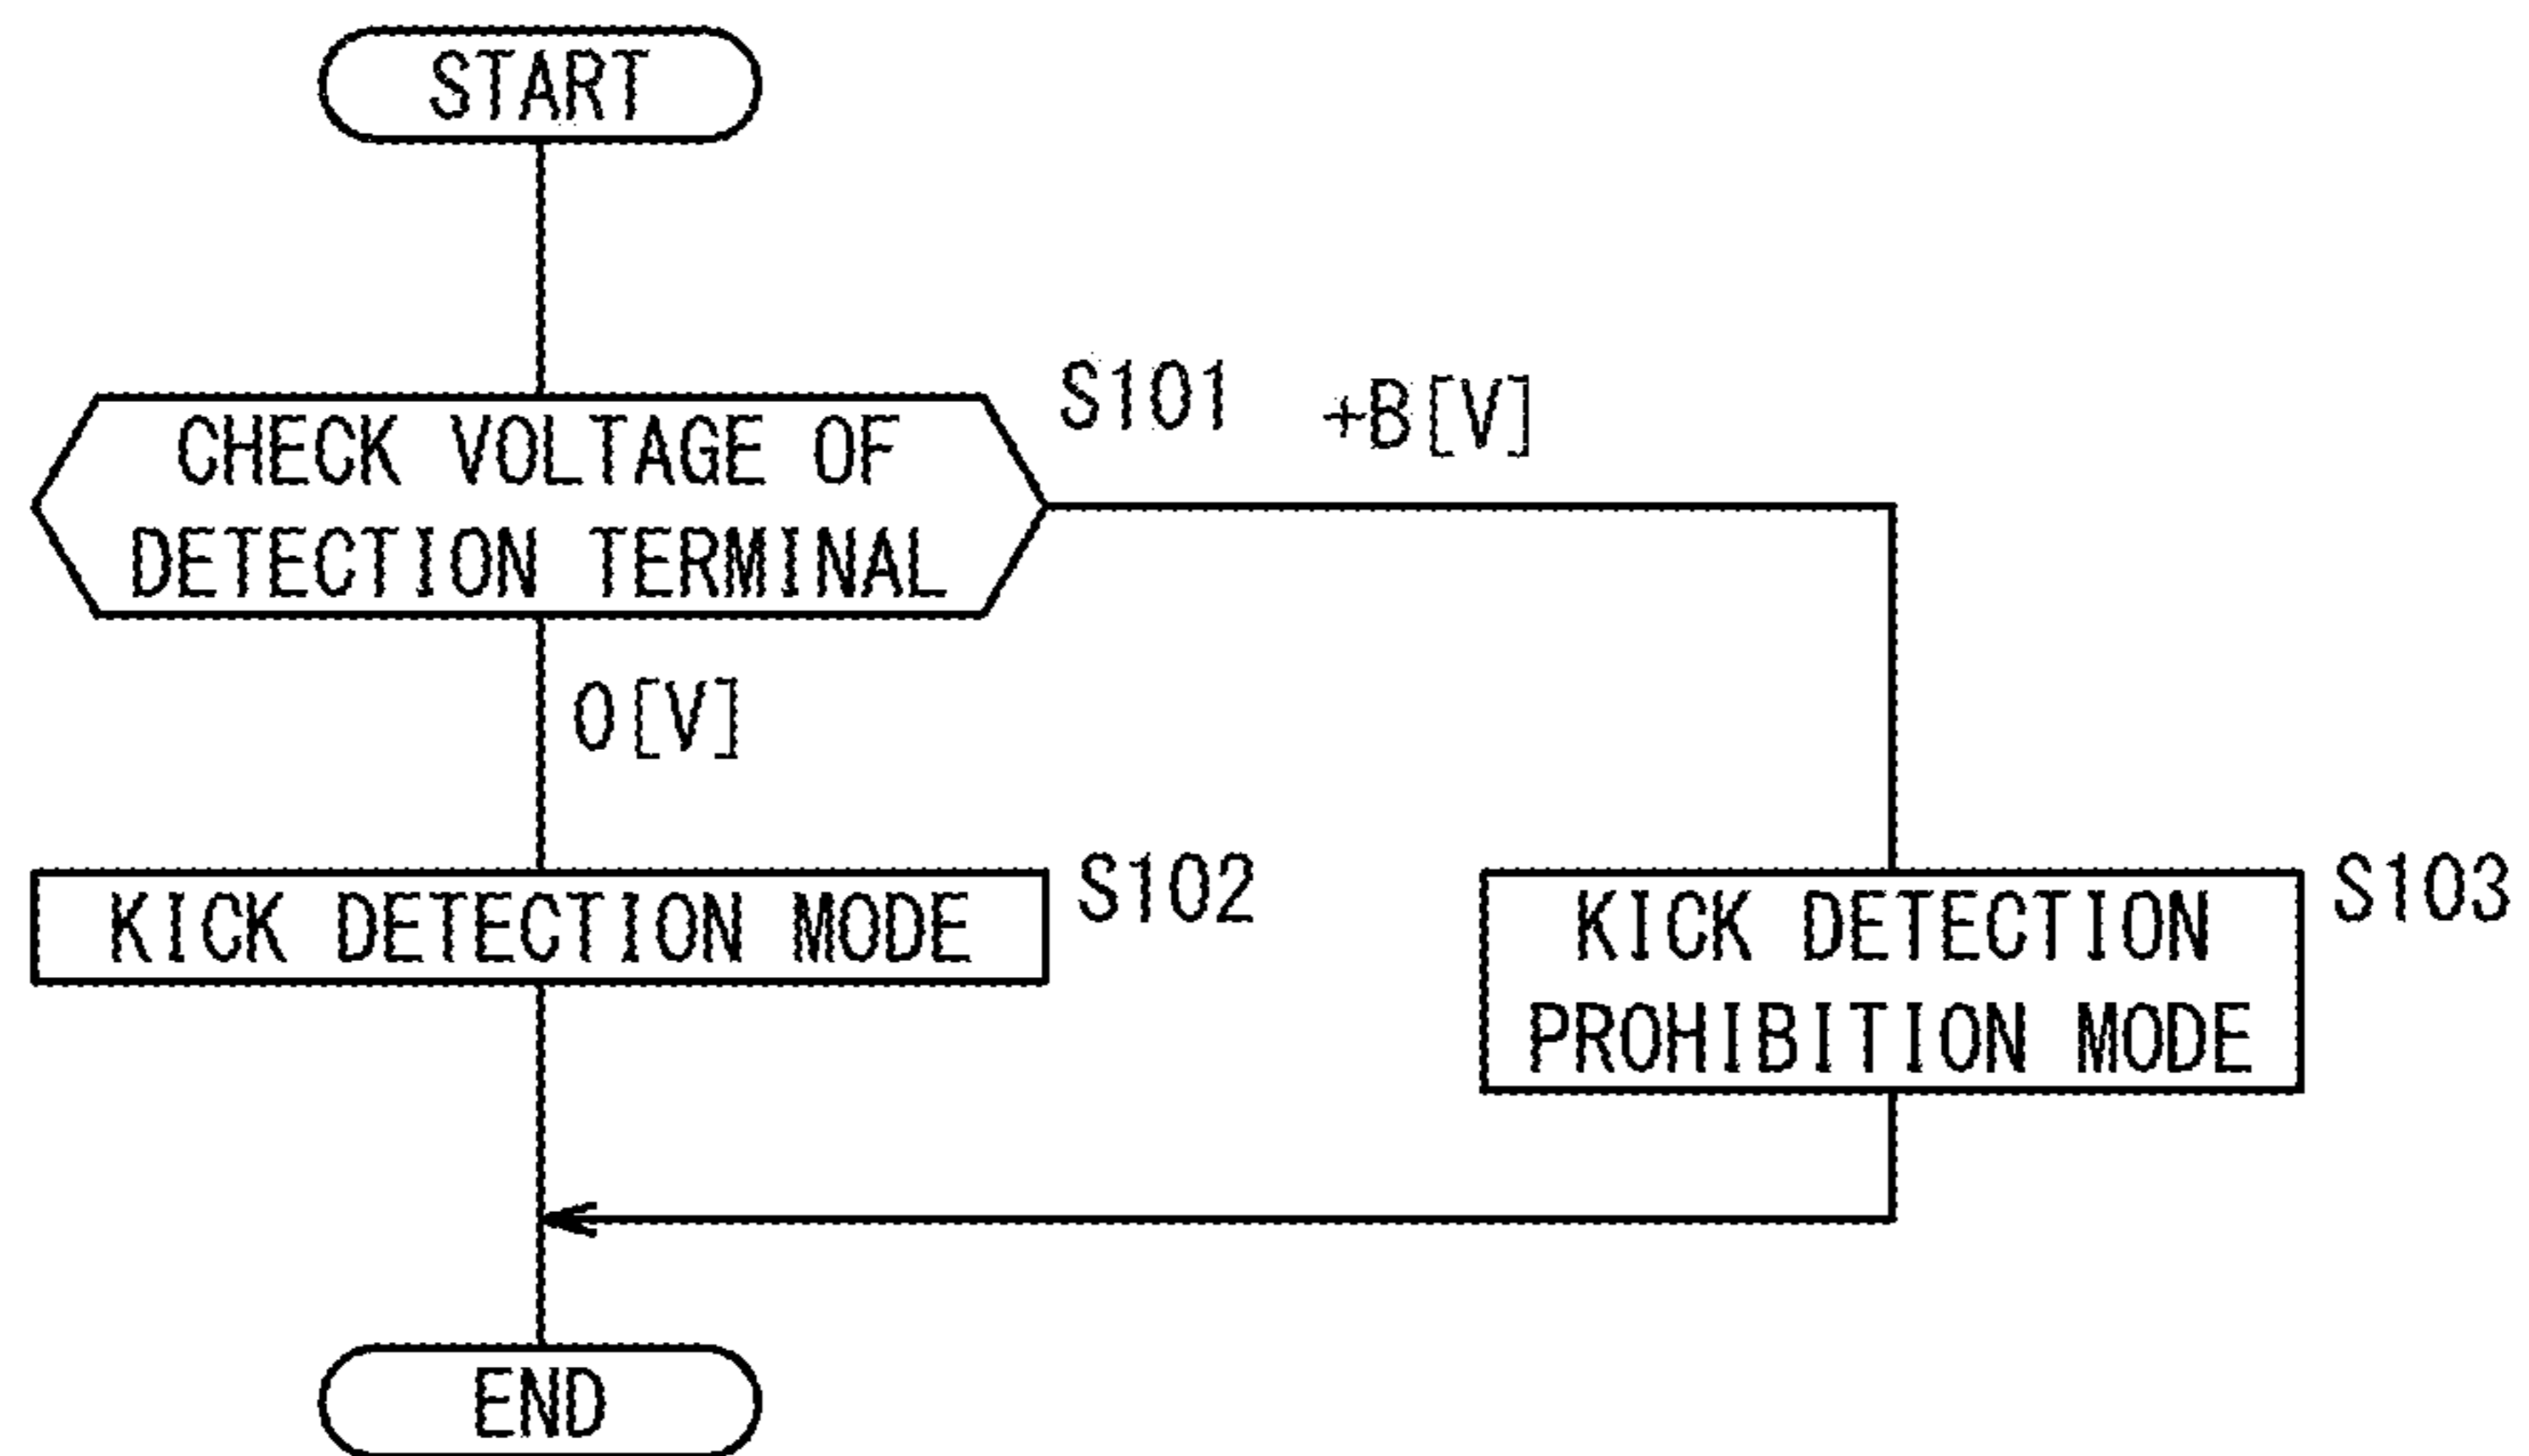 START
S101
+B[V]
CHECK VOLTAGE OF
DETECTION TERMINAL
0[V]
KICK DETECTION MODE
S102
KICK DETECTION
PROHIBITION MODE
S103
END